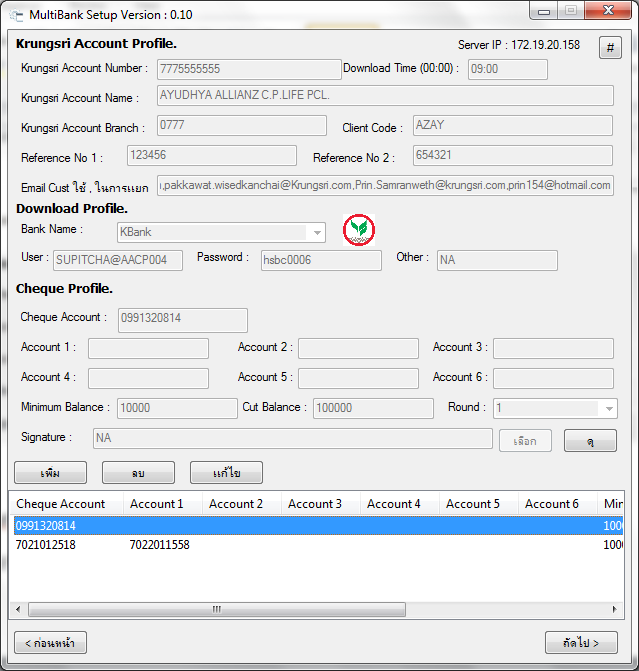 MultiBank Setup Version : 0.10
Krungsri Account Profile.
Server IP : 172.19.20.158
#
Krungsri Account Number : 7775555555 Download Time (00:00) : 09:00
Krungsri Account Name : AYUDHYA ALLIANZ C.P.LIFE PCL.
Krungsri Account Branch : 0777 Client Code : AZAY
Reference No 1 : 123456 Reference No 2 : 654321
Email Cust ใช้ , ในการแยก ,pakkawat.wisedkanchai@Krungsri.com,Prin.Samranweth@krungsri.com,prin154@hotmail.com
Download Profile.
Bank Name : KBank
User : SUPITCHA@AACP004 Password : hsbc0006 Other : NA
Cheque Profile.
Cheque Account : 0991320814
Account 1 : Account 2 : Account 3 :
Account 4 : Account 5 : Account 6 :
Minimum Balance : 10000 Cut Balance : 100000 Round : 1
Signature : NA เลือก ดู
เพิ่ม ลบ แก้ไข
Cheque Account Account 1 Account 2 Account 3 Account 4 Account 5 Account 6 Min
0991320814 1000
7021012518 7022011558 1000
< ก่อนหน้า ถัดไป >